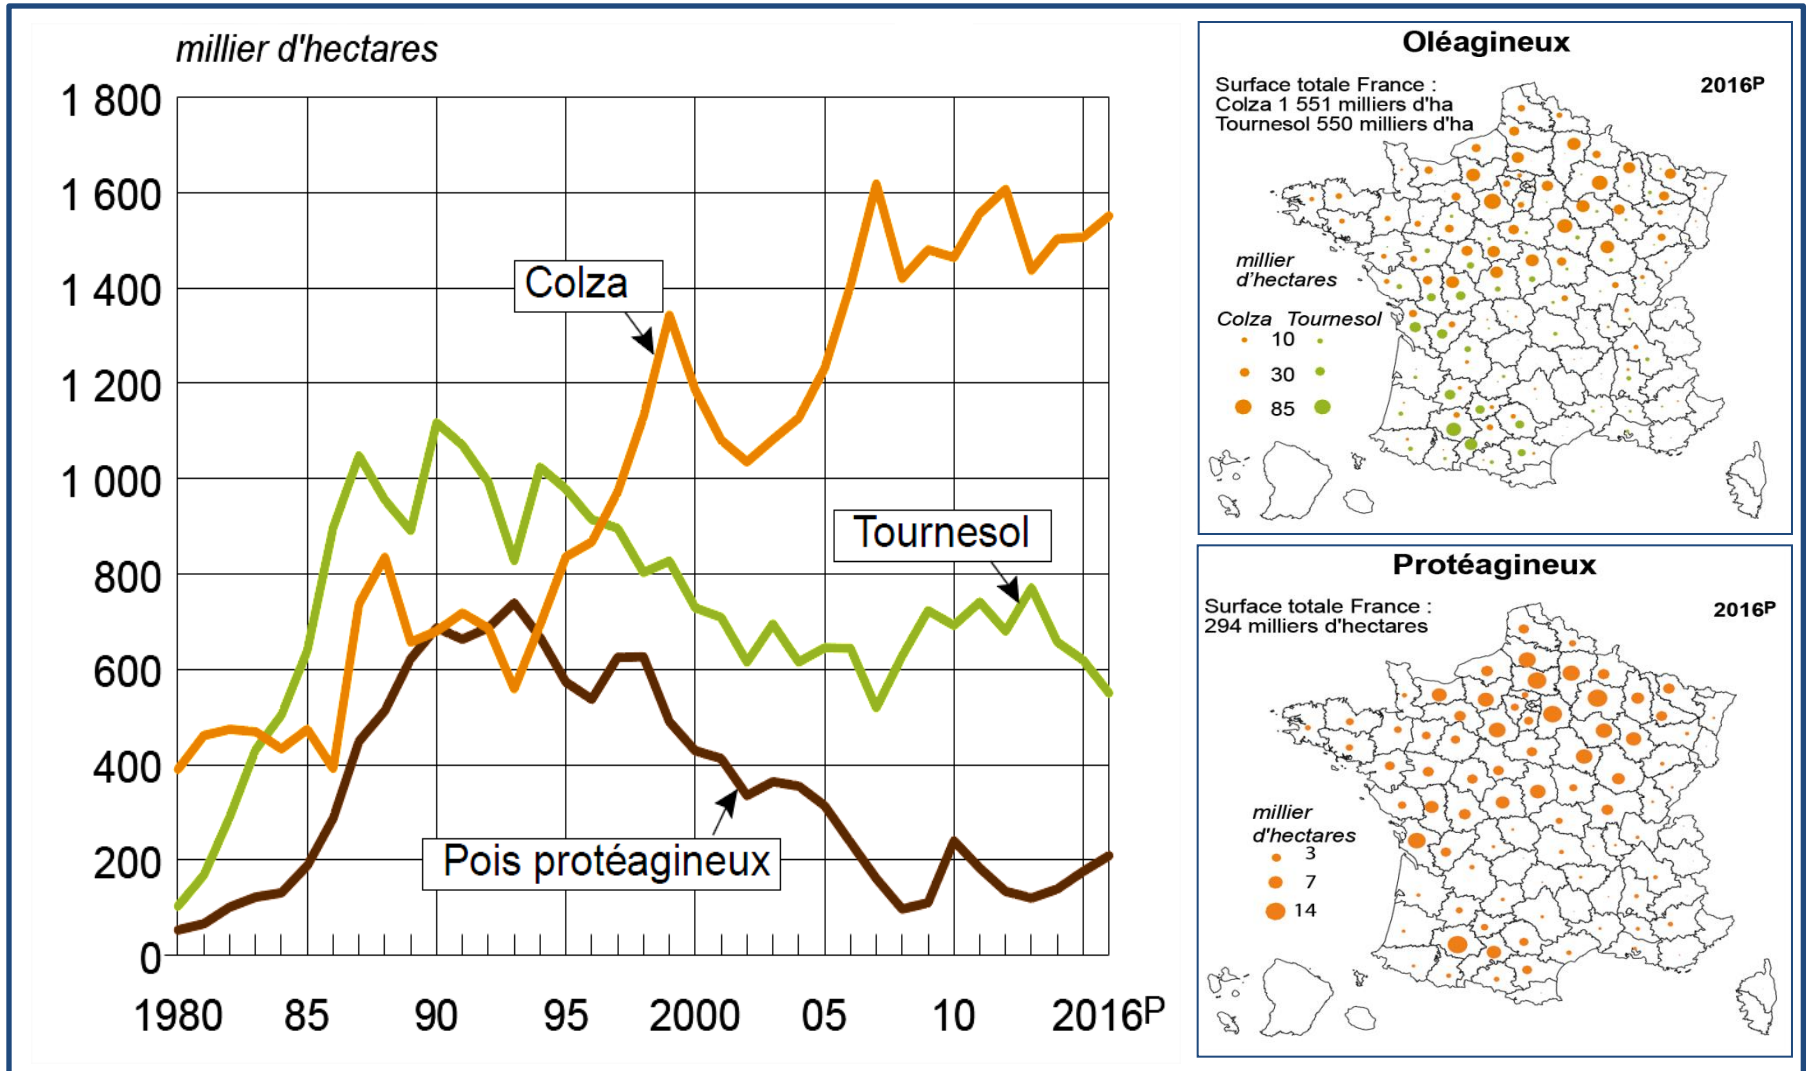 millier d'hectares
1 800
1 600
1 400
1 200
1 000
800
600
400
200
0
1980 85 90 95 2000 05 10 2016P
Colza
Tournesol
Pois protéagineux
Oléagineux
Surface totale France :
Colza 1 551 milliers d'ha
Tournesol 550 milliers d'ha
2016P
millier
d'hectares
Colza Tournesol
10
30
85
Protéagineux
Surface totale France :
294 milliers d'hectares
2016P
millier
d'hectares
3
7
14